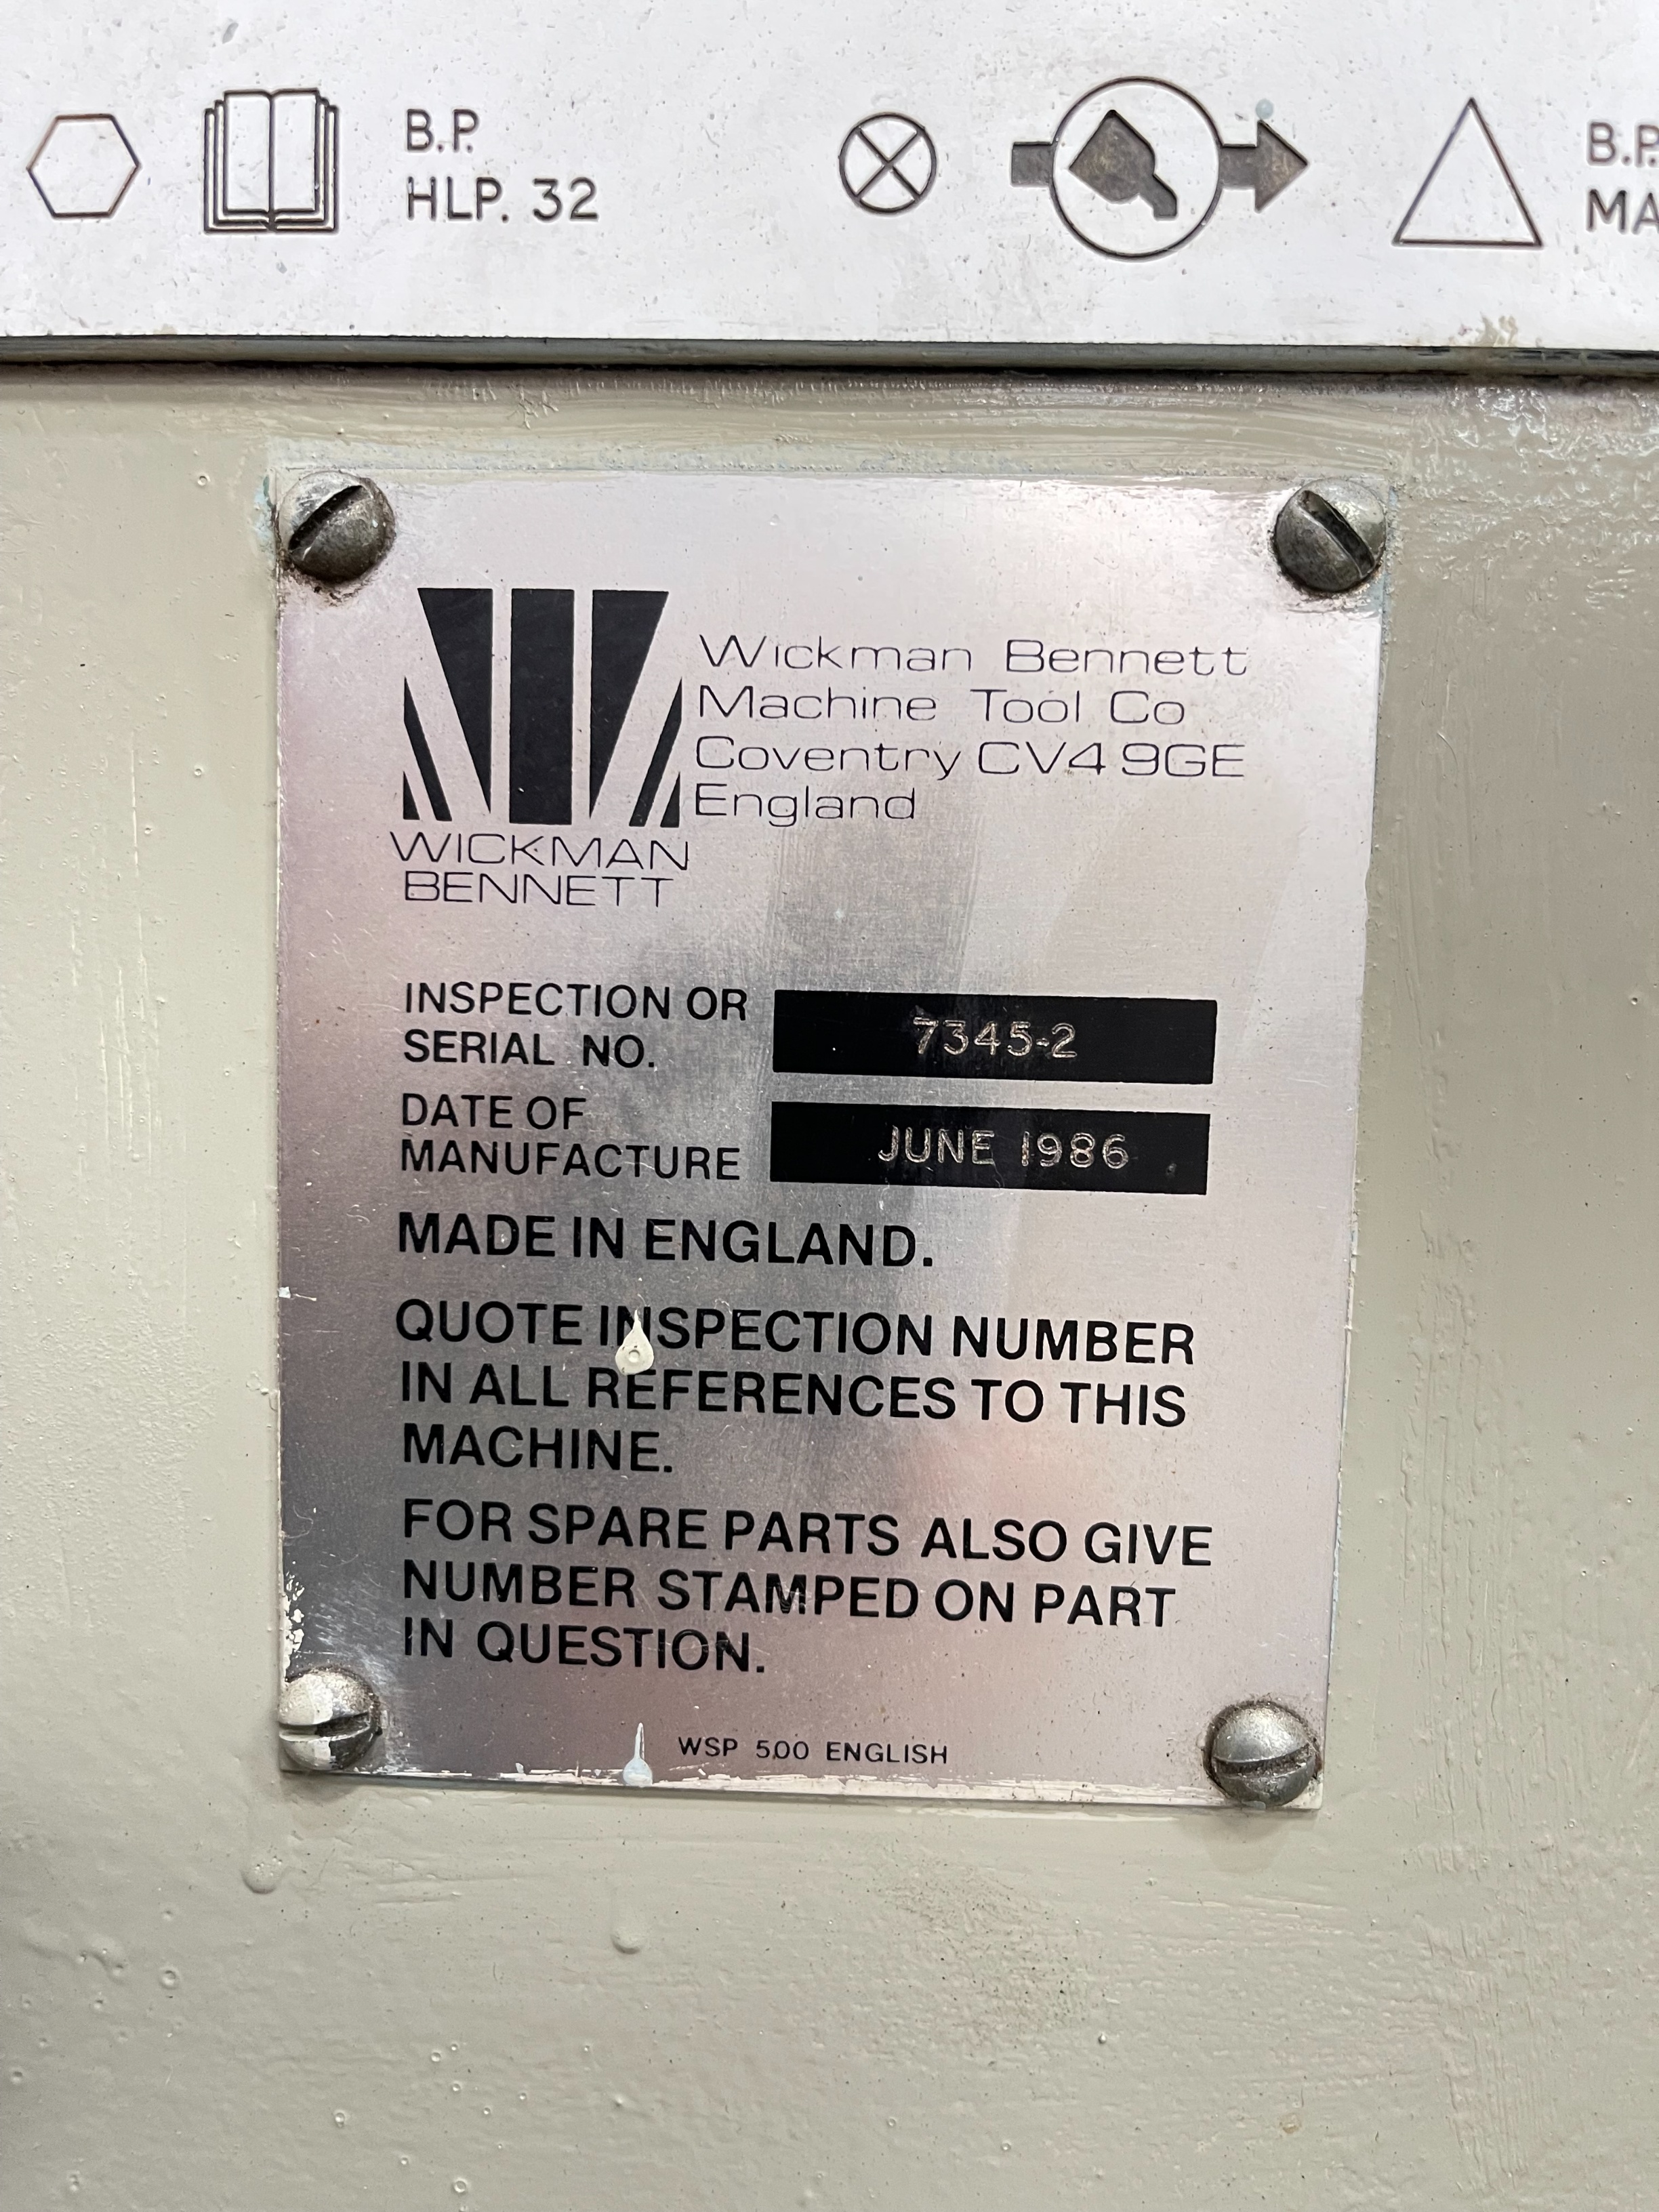 B.P.
HLP. 32
B.P.
MA
Wickman Bennett
Machine Tool Co
Coventry CV4 9GE
England
WICKMAN
BENNETT
INSPECTION OR
SERIAL NO.
7345-2
DATE OF
MANUFACTURE
JUNE 1986
MADE IN ENGLAND.
QUOTE INSPECTION NUMBER
IN ALL REFERENCES TO THIS
MACHINE.
FOR SPARE PARTS ALSO GIVE
NUMBER STAMPED ON PART
IN QUESTION.
WSP 500 ENGLISH